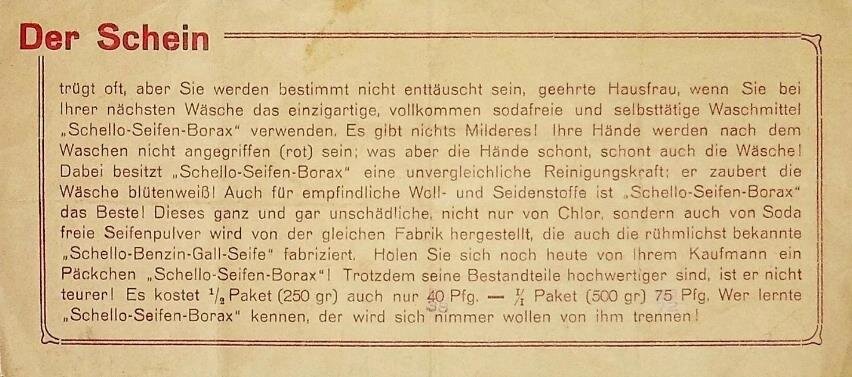 Der Schein
trügt oft, aber Sie werden bestimmt nicht enttäuscht sein, geehrte Hausfrau, wenn Sie bei
Ihrer nächsten Wäsche das einzigartige, vollkommen sodafreie und selbsttätige Waschmittel
„Schello-Seifen-Borax“ verwenden. Es gibt nichts Milderes! Ihre Hände werden nach dem
Waschen nicht angegriffen (rot) sein; was aber die Hände schont, schont auch die Wäsche!
Dabei besitzt „Schello-Seifen-Borax“ eine unvergleichliche Reinigungskraft; er zaubert die
Wäsche blütenweiß! Auch für empfindliche Woll- und Seidenstoffe ist „Schello-Seifen-Borax“
das Beste! Dieses ganz und gar unschädliche, nicht nur von Chlor, sondern auch von Soda
freie Seifenpulver wird von der gleichen Fabrik hergestellt, die auch die rühmlichst bekannte
„Schello-Benzin-Gall-Seife“ fabriziert. Holen Sie sich noch heute von Ihrem Kaufmann ein
Päckchen „Schello-Seifen-Borax“! Trotzdem seine Bestandteile hochwertiger sind, ist er nicht
teurer! Es kostet 1/2 Paket (250 gr) auch nur 40 Pfg. — 1/1 Paket (500 gr) 75 Pfg. Wer lernte
„Schello-Seifen-Borax“ kennen, der wird sich nimmer wollen von ihm trennen!